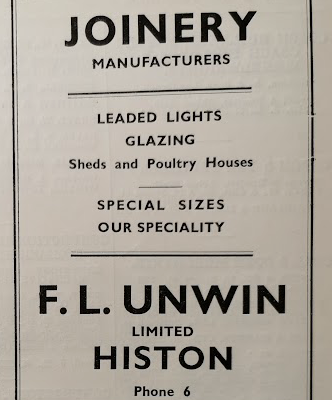 JOINERY
MANUFACTURERS
LEADED LIGHTS
GLAZING
Sheds and Poultry Houses
SPECIAL SIZES
OUR SPECIALITY
F. L. UNWIN
LIMITED
HISTON
Phone 6